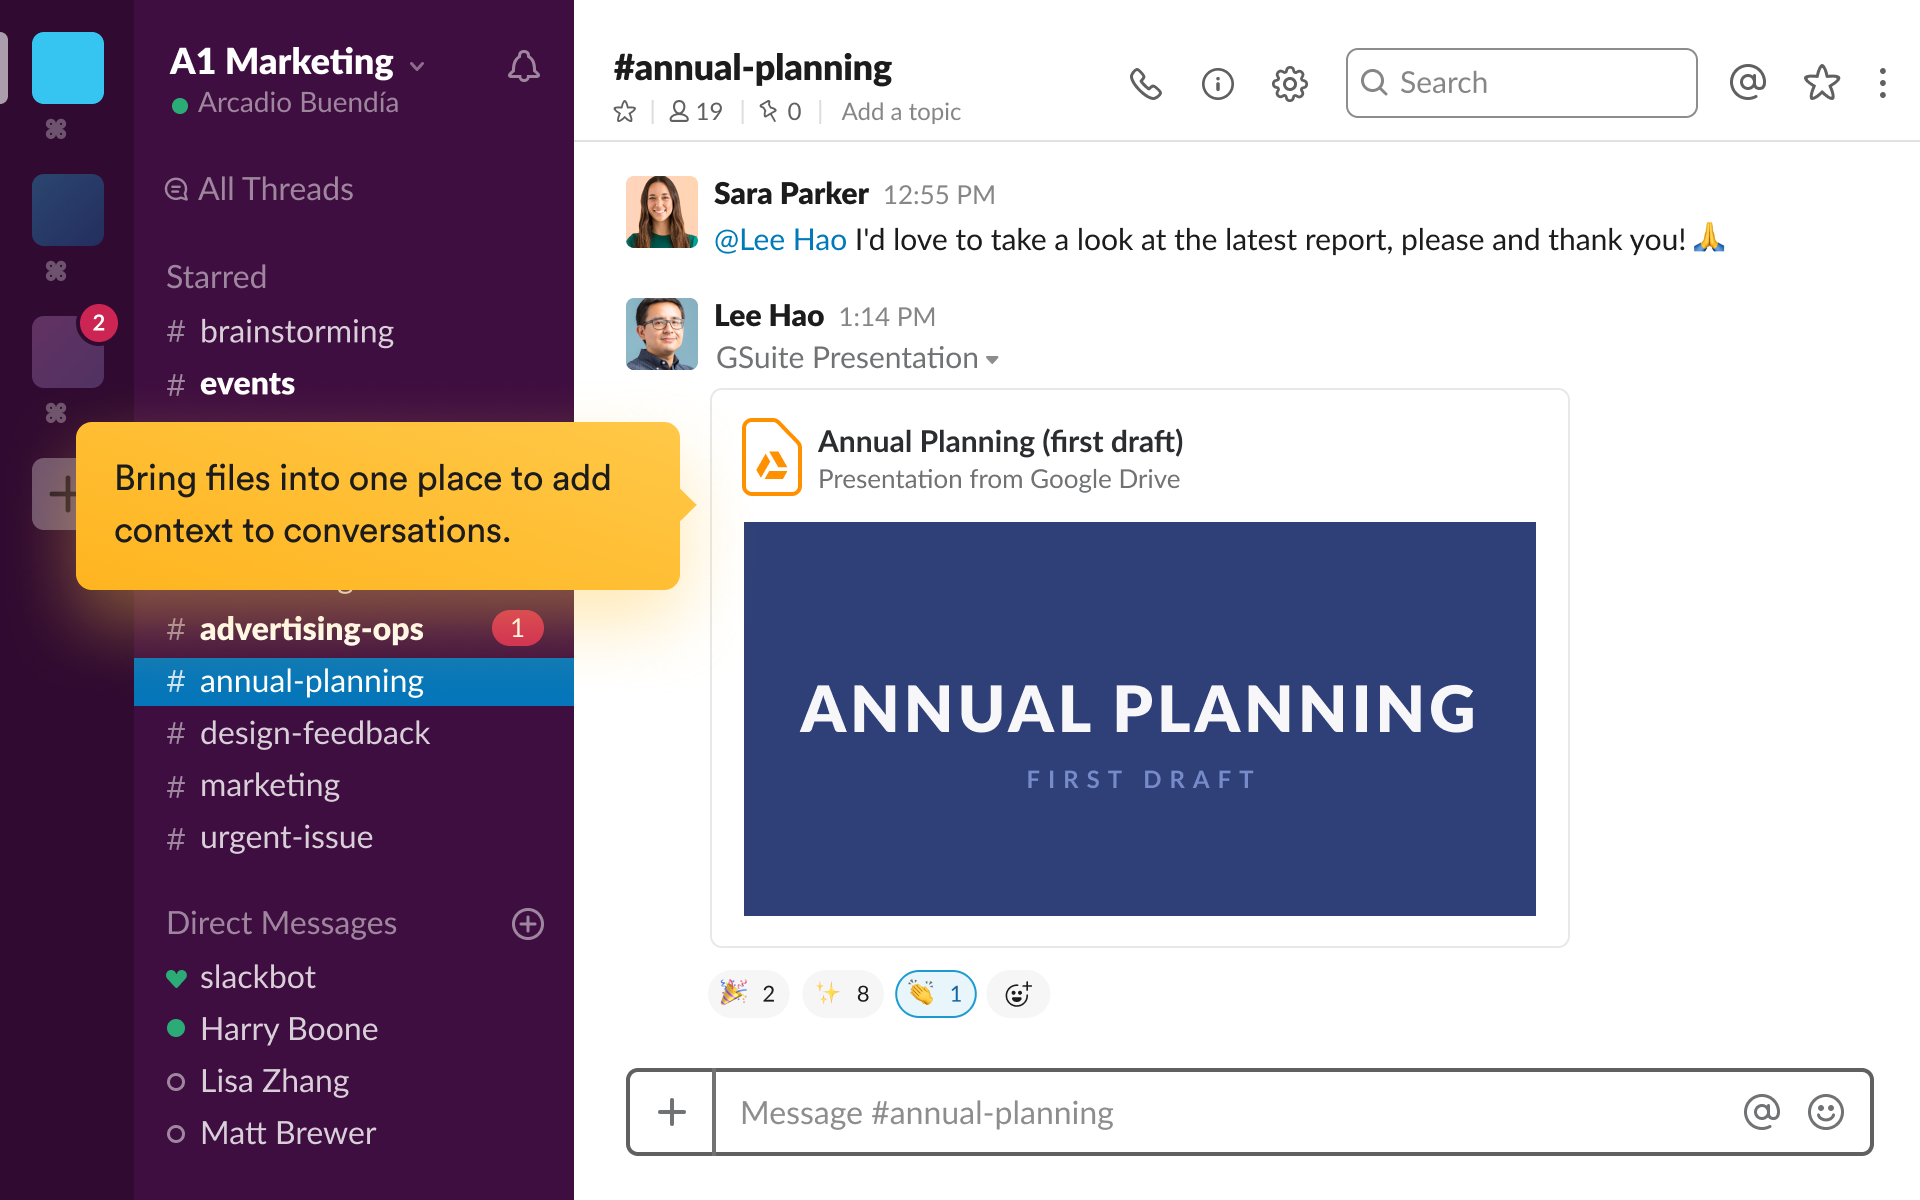 A1 Marketing
Arcadio Buendía
All Threads
Starred
# brainstorming
# events
2
Bring files into one place to add
context to conversations.
# advertising-ops 1
# annual-planning
# design-feedback
# marketing
# urgent-issue
Direct Messages
slackbot
Harry Boone
Lisa Zhang
Matt Brewer
#annual-planning
19
0
Add a topic
Search
Sara Parker 12:55 PM
@Lee Hao I'd love to take a look at the latest report, please and thank you! 🙏
Lee Hao 1:14 PM
GSuite Presentation
Annual Planning (first draft)
Presentation from Google Drive
ANNUAL PLANNING
FIRST DRAFT
🎉 2 ✨ 8 👏 1
Message #annual-planning